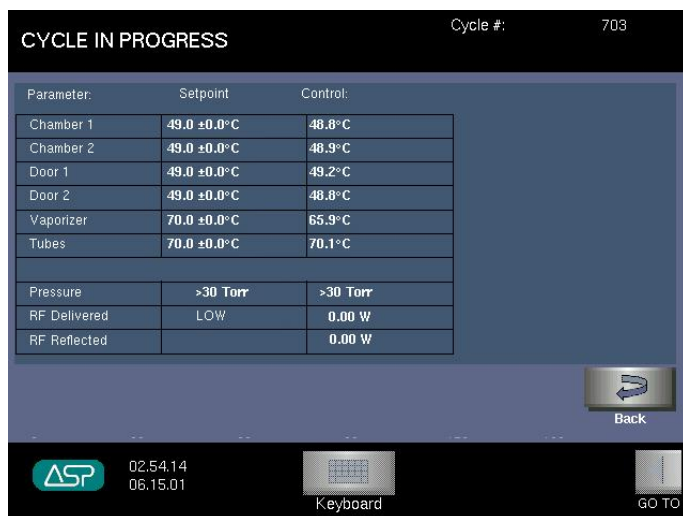 CYCLE IN PROGRESS Cycle #: 703
Parameter: Setpoint Control:
Chamber 1 49.0 ±0.0°C 48.8°C
Chamber 2 49.0 ±0.0°C 48.9°C
Door 1 49.0 ±0.0°C 49.2°C
Door 2 49.0 ±0.0°C 48.8°C
Vaporizer 70.0 ±0.0°C 65.9°C
Tubes 70.0 ±0.0°C 70.1°C
Pressure >30 Torr >30 Torr
RF Delivered LOW 0.00 W
RF Reflected 0.00 W
Back
ASP 02.54.14
06.15.01
Keyboard GO TO